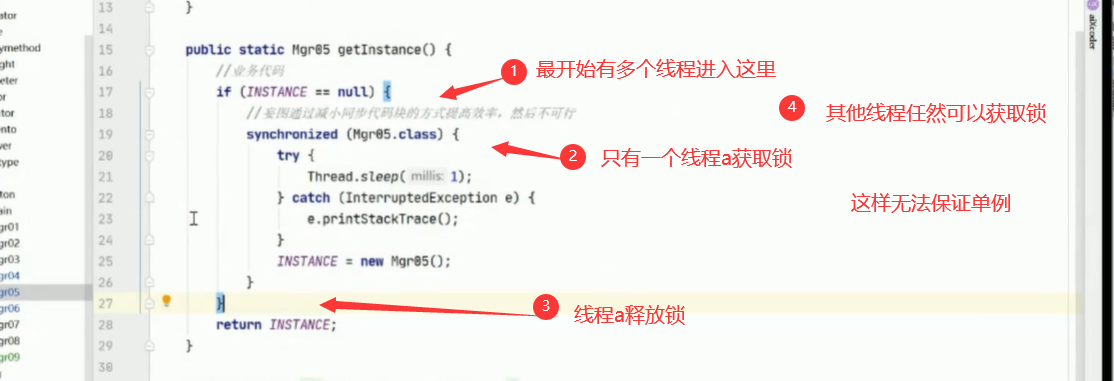 ator
ymethod
ght
eter
or
itor
ento
ver
type
ton
ain
gr01
gr02
gr03
gr04
gr05
gr06
gr07
gr08
gr09
13 }
14
15 public static Mgr05 getInstance() {
16 //业务代码
17 if (INSTANCE == null) {
18 //妄图通过减小同步代码块的方式提高效率，然后不可行
19 synchronized (Mgr05.class) {
20 try {
21 Thread.sleep( millis: 1);
22 } catch (InterruptedException e) {
23 e.printStackTrace();
24 }
25 INSTANCE = new Mgr05();
26 }
27 }
28 return INSTANCE;
29 }
30
1 最开始有多个线程进入这里
2 只有一个线程a获取锁
3 线程a释放锁
4 其他线程任然可以获取锁
这样无法保证单例
aiXcoder